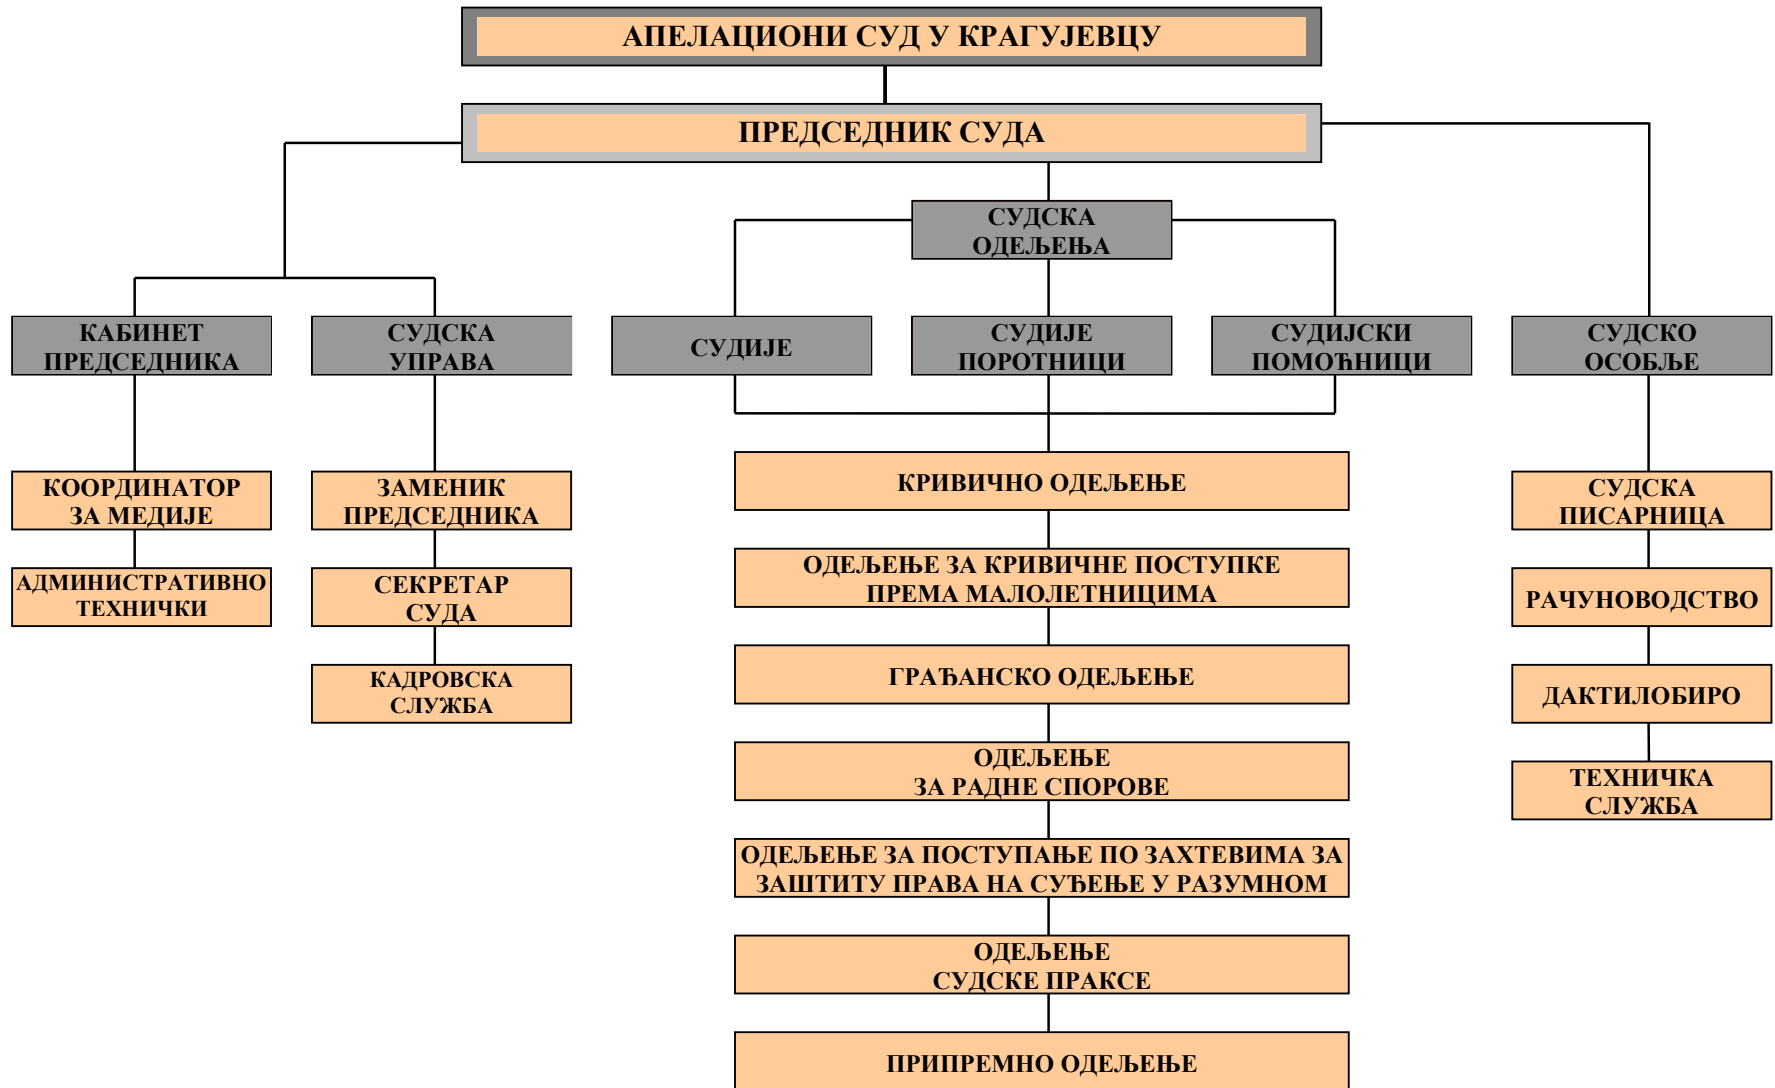 АПЕЛАЦИОНИ СУД У КРАГУЈЕВЦУ
ПРЕДСЕДНИК СУДА
СУДСКА
ОДЕЉЕЊА
КАБИНЕТ
ПРЕДСЕДНИКА
СУДСКА
УПРАВА
СУДИЈЕ
СУДИЈЕ
ПОРОТНИЦИ
СУДИЈСКИ
ПОМОЋНИЦИ
СУДСКО
ОСОБЉЕ
КООРДИНАТОР
ЗА МЕДИЈЕ
АДМИНИСТРАТИВНО
ТЕХНИЧКИ
ЗАМЕНИК
ПРЕДСЕДНИКА
СЕКРЕТАР
СУДА
КАДРОВСКА
СЛУЖБА
КРИВИЧНО ОДЕЉЕЊЕ
ОДЕЉЕЊЕ ЗА КРИВИЧНЕ ПОСТУПКЕ
ПРЕМА МАЛОЛЕТНИЦИМА
ГРАЂАНСКО ОДЕЉЕЊЕ
ОДЕЉЕЊЕ
ЗА РАДНЕ СПОРОВЕ
ОДЕЉЕЊЕ ЗА ПОСТУПАЊЕ ПО ЗАХТЕВИМА ЗА
ЗАШТИТУ ПРАВА НА СУЂЕЊЕ У РАЗУМНОМ
ОДЕЉЕЊЕ
СУДСКЕ ПРАКСЕ
ПРИПРЕМНО ОДЕЉЕЊЕ
СУДСКА
ПИСАРНИЦА
РАЧУНОВОДСТВО
ДАКТИЛОБИРО
ТЕХНИЧКА
СЛУЖБА